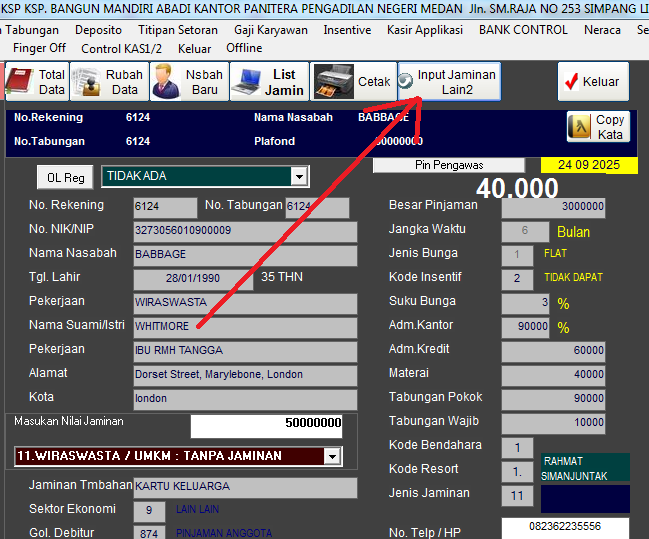 KSP KSP. BANGUN MANDIRI ABADI KANTOR PANITERA PENGADILAN NEGERI MEDAN Jln. SM.RAJA NO 253 SIMPANG LI
n Tabungan Deposito Titipan Setoran Gaji Karyawan Insentive Kasir Applikasi BANK CONTROL Neraca Se
Finger Off Control KAS1/2 Keluar Offline
Total Data Rubah Data Nsbah Baru List Jamin Cetak Input Jaminan Lain2 Keluar
No.Rekening 6124 Nama Nasabah BABBAGE
No.Tabungan 6124 Plafond 50000000
Copy Kata
OL Reg TIDAK ADA Pin Pengawas 24 09 2025
40.000
No. Rekening 6124 No. Tabungan 6124 Besar Pinjaman 3000000
No. NIK/NIP 3273056010900009 Jangka Waktu 6 Bulan
Nama Nasabah BABBAGE Jenis Bunga 1 FLAT
Tgl. Lahir 28/01/1990 35 THN Kode Insentif 2 TIDAK DAPAT
Pekerjaan WIRASWASTA Suku Bunga 3 %
Nama Suami/Istri WHITMORE Adm.Kantor 90000 %
Pekerjaan IBU RMH TANGGA Adm.Kredit 60000
Alamat Dorset Street, Marylebone, London Materai 40000
Kota london Tabungan Pokok 90000
Masukan Nilai Jaminan 50000000 Tabungan Wajib 10000
11.WIRASWASTA / UMKM : TANPA JAMINAN Kode Bendahara 1
Jaminan Tmbahan KARTU KELUARGA Kode Resort 1. RAHMAT SIMANJUNTAK
Sektor Ekonomi 9 LAIN LAIN Jenis Jaminan 11
Gol. Debitur 874 PINJAMAN ANGGOTA No. Telp / HP 082362235556